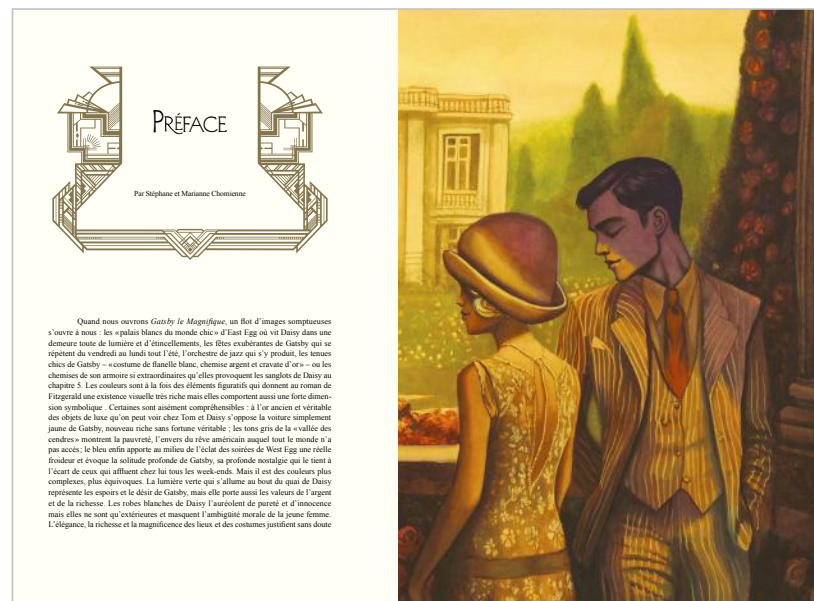 PRÉFACE
Par Stéphane et Marianne Chomienne
Quand nous ouvrons Gatsby le Magnifique, un flot d'images somptueuses
s'ouvre à nous : les « palais blancs du monde chic » d'East Egg où vit Daisy dans une
demeure toute de lumière et d'étincellements, les fêtes exubérantes de Gatsby qui se
répètent du vendredi au lundi tout l'été, l'orchestre de jazz qui s'y produit, les tenues
chics de Gatsby – « costume de flanelle blanc, chemise argent et cravate d'or » – ou les
chemises de son armoire si extraordinaires qu'elles provoquent les sanglots de Daisy au
chapitre 5. Les couleurs sont à la fois des éléments figuratifs qui donnent au roman de
Fitzgerald une existence visuelle très riche mais elles comportent aussi une forte dimen-
sion symbolique . Certaines sont aisément compréhensibles : à l'or ancien et véritable
des objets de luxe qu'on peut voir chez Tom et Daisy s'oppose la voiture simplement
jaune de Gatsby, nouveau riche sans fortune véritable ; les tons gris de la « vallée des
cendres » montrent la pauvreté, l'envers du rêve américain auquel tout le monde n'a
pas accès; le bleu enfin apporte au milieu de l'éclat des soirées de West Egg une réelle
froideur et évoque la solitude profonde de Gatsby, sa profonde nostalgie qui le tient à
l'écart de ceux qui affluent chez lui tous les week-ends. Mais il est des couleurs plus
complexes, plus équivoques. La lumière verte qui s'allume au bout du quai de Daisy
représente les espoirs et le désir de Gatsby, mais elle porte aussi les valeurs de l'argent
et de la richesse. Les robes blanches de Daisy l'auréolent de pureté et d'innocence
mais elles ne sont qu'extérieures et masquent l'ambigüité morale de la jeune femme.
L'élégance, la richesse et la magnificence des lieux et des costumes justifient sans doute